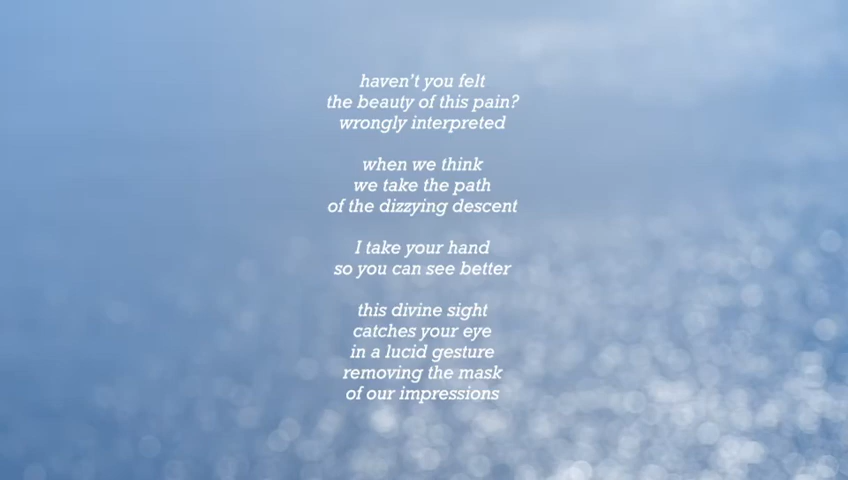 haven't you felt
the beauty of this pain?
wrongly interpreted
when we think
we take the path
of the dizzying descent
I take your hand
so you can see better
this divine sight
catches your eye
in a lucid gesture
removing the mask
of our impressions